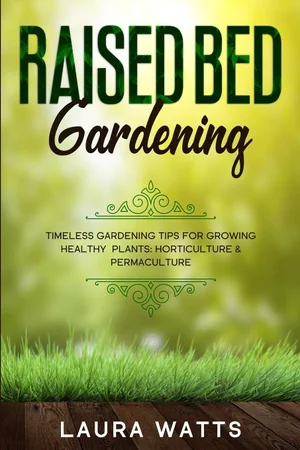 RAISED BED
Gardening
TIMELESS GARDENING TIPS FOR GROWING
HEALTHY PLANTS: HORTICULTURE &
PERMACULTURE
LAURA WATTS